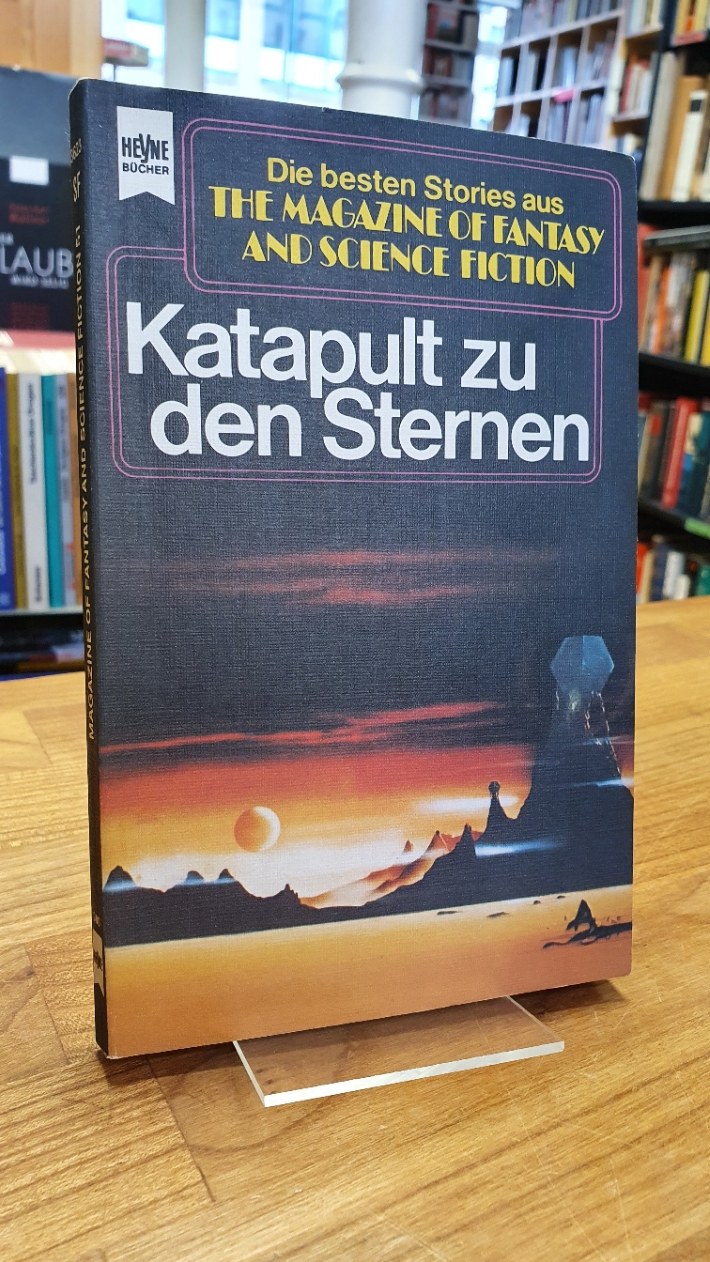 HEYNE
BÜCHER
Die besten Stories aus
THE MAGAZINE OF FANTASY
AND SCIENCE FICTION
Katapult zu
den Sternen
MAGAZINE OF FANTASY AND SCIENCE FICTION
SF
LAUB